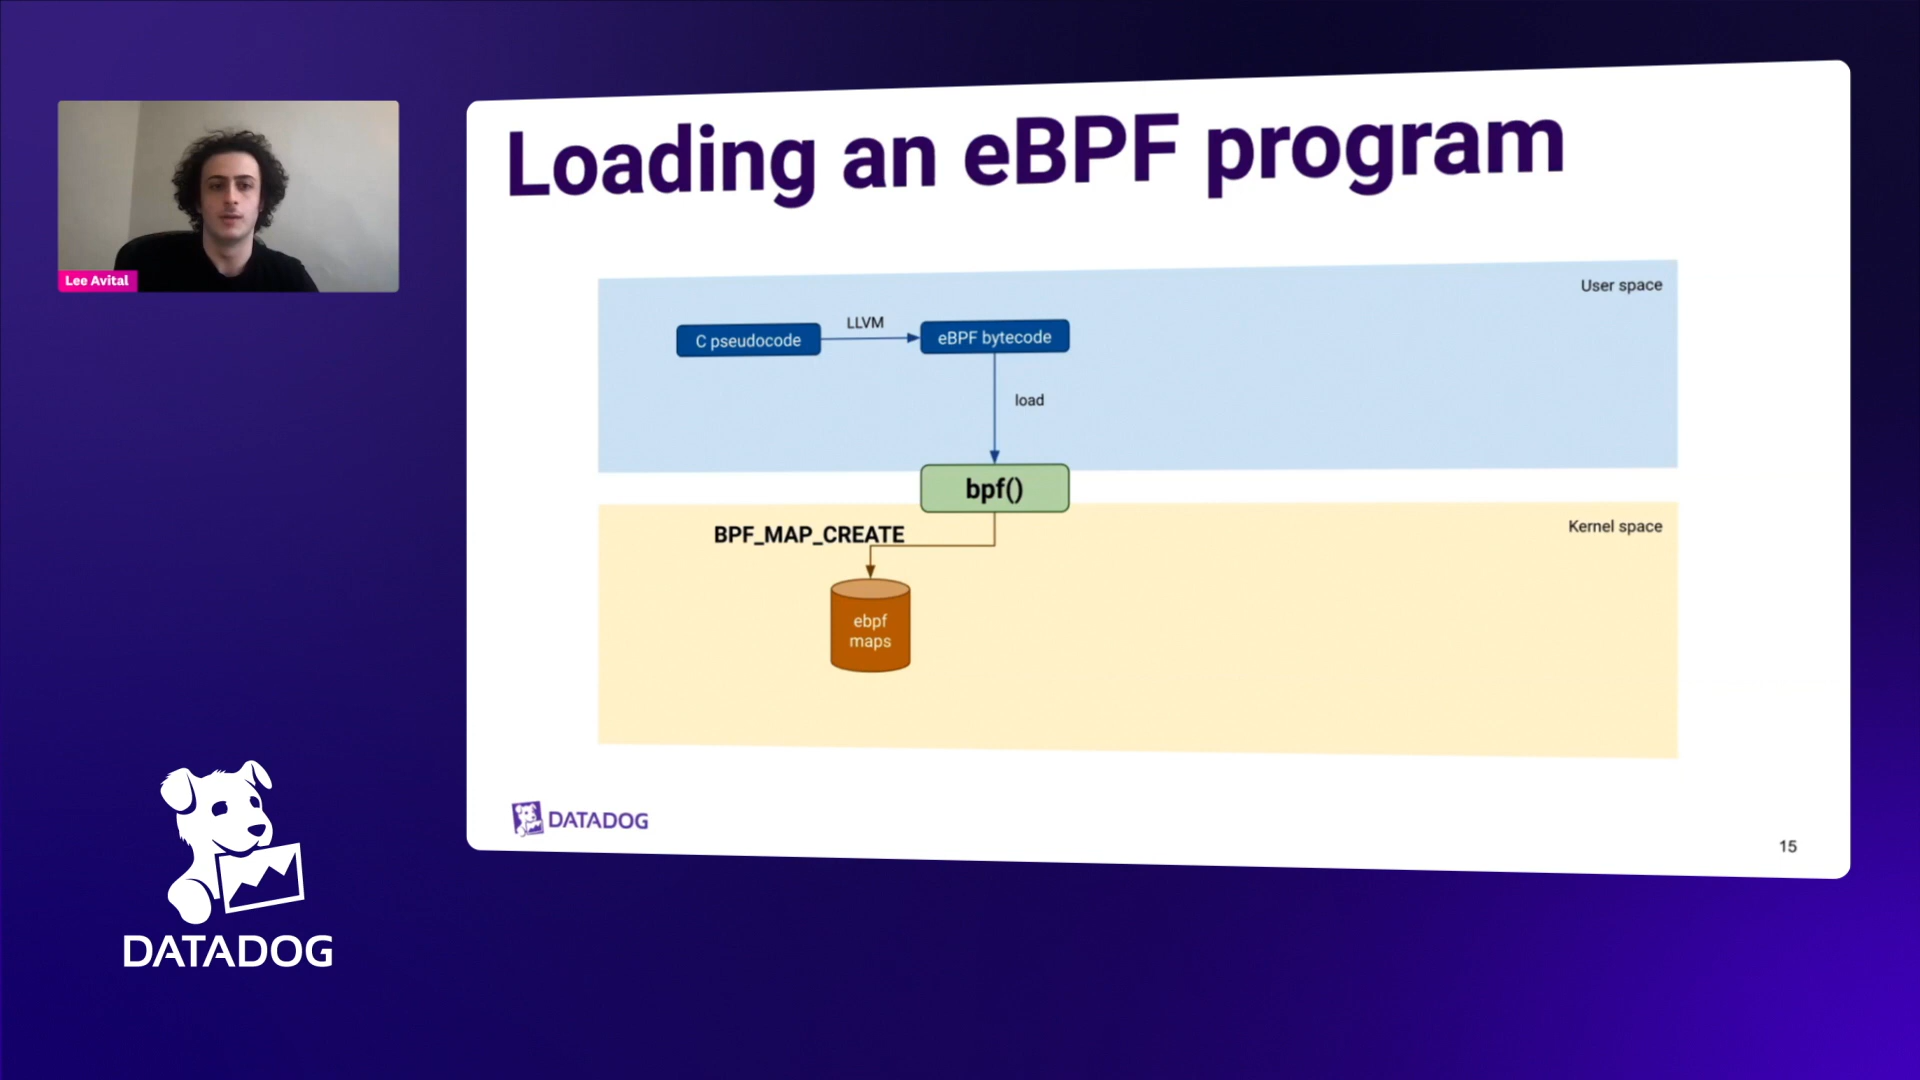 Loading an eBPF program
Lee Avital
User space
C pseudocode
LLVM
eBPF bytecode
load
bpf()
Kernel space
BPF_MAP_CREATE
ebpf
maps
DATADOG
15
DATADOG